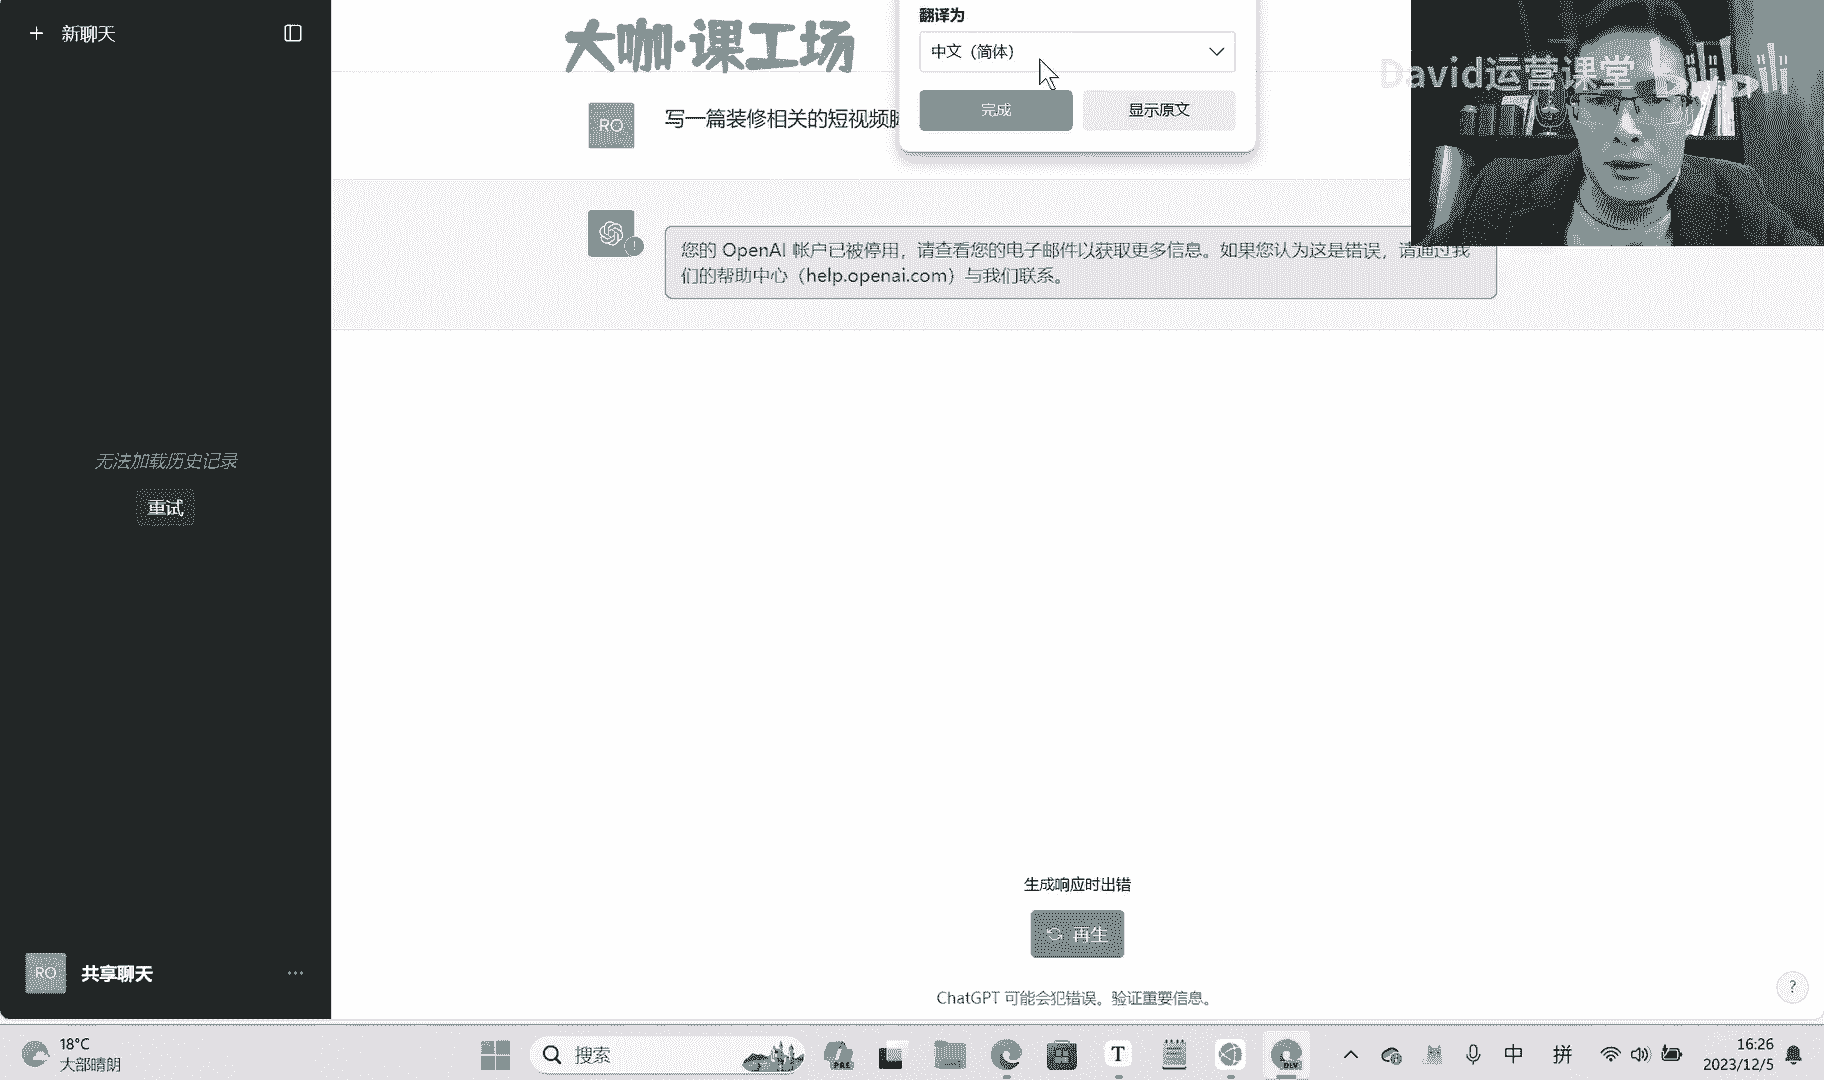 新聊天
大咖·课工场
翻译为
中文（简体）
完成
显示原文
David运营课堂 bilibili
RO
写一篇装修相关的短视频
您的 OpenAI 帐户已被停用，请查看您的电子邮件以获取更多信息。如果您认为这是错误，请通过我
们的帮助中心（help.openai.com）与我们联系。
无法加载历史记录
重试
生成响应时出错
再生
RO
共享聊天
ChatGPT 可能会犯错误。验证重要信息。
?
18°C
大部晴朗
搜索
PRE
T
DEV
中
拼
16:26
2023/12/5